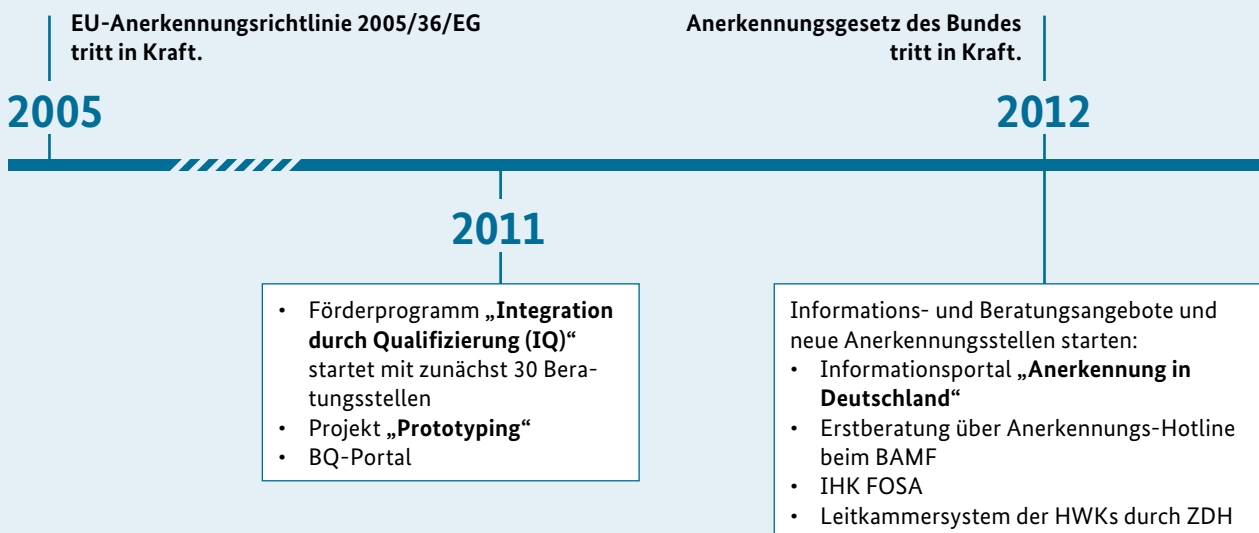 EU-Anerkennungsrichtlinie 2005/36/EG
tritt in Kraft.
2005
Anerkennungsgesetz des Bundes
tritt in Kraft.
2012
2011
• Förderprogramm „Integration
durch Qualifizierung (IQ)“
startet mit zunächst 30 Bera-
tungsstellen
• Projekt „Prototyping“
• BQ-Portal
Informations- und Beratungsangebote und
neue Anerkennungsstellen starten:
• Informationsportal „Anerkennung in
Deutschland“
• Erstberatung über Anerkennungs-Hotline
beim BAMF
• IHK FOSA
• Leitkammersystem der HWKs durch ZDH